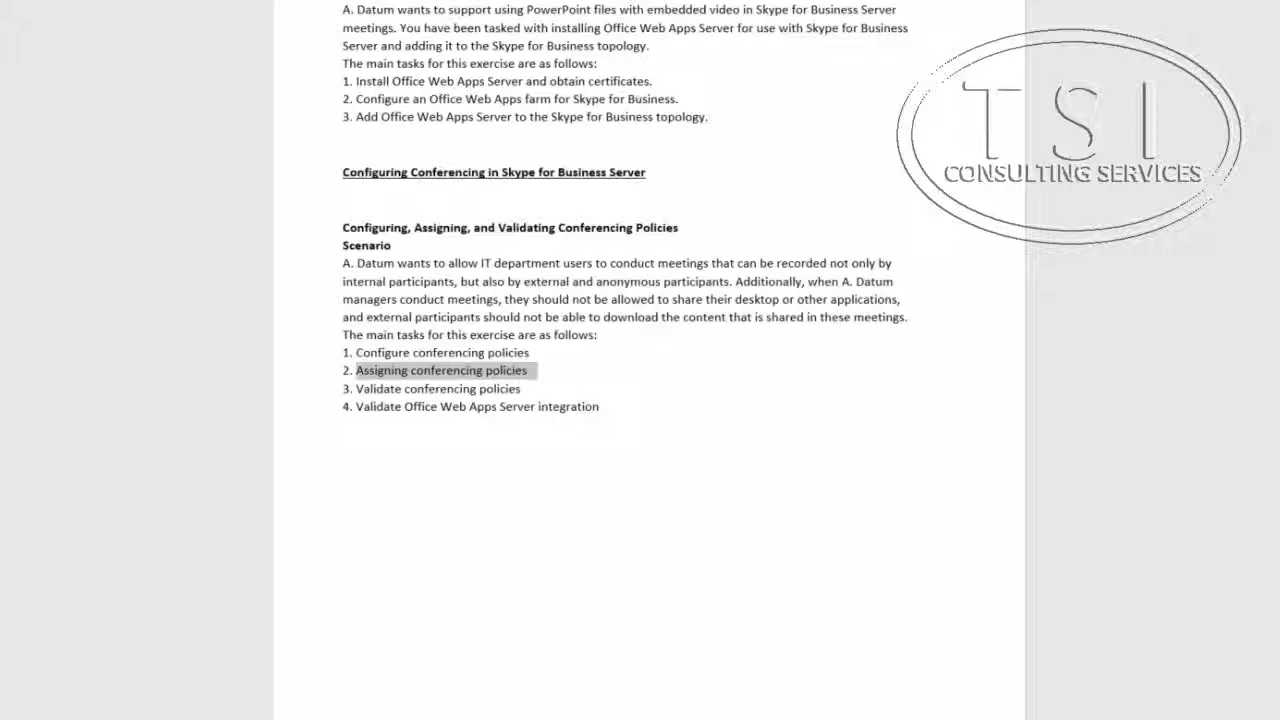 A. Datum wants to support using PowerPoint files with embedded video in Skype for Business Server
meetings. You have been tasked with installing Office Web Apps Server for use with Skype for Business
Server and adding it to the Skype for Business topology.
The main tasks for this exercise are as follows:
1. Install Office Web Apps Server and obtain certificates.
2. Configure an Office Web Apps farm for Skype for Business.
3. Add Office Web Apps Server to the Skype for Business topology.
TSI
CONSULTING SERVICES
Configuring Conferencing in Skype for Business Server
Configuring, Assigning, and Validating Conferencing Policies
Scenario
A. Datum wants to allow IT department users to conduct meetings that can be recorded not only by
internal participants, but also by external and anonymous participants. Additionally, when A. Datum
managers conduct meetings, they should not be allowed to share their desktop or other applications,
and external participants should not be able to download the content that is shared in these meetings.
The main tasks for this exercise are as follows:
1. Configure conferencing policies
2. Assigning conferencing policies
3. Validate conferencing policies
4. Validate Office Web Apps Server integration